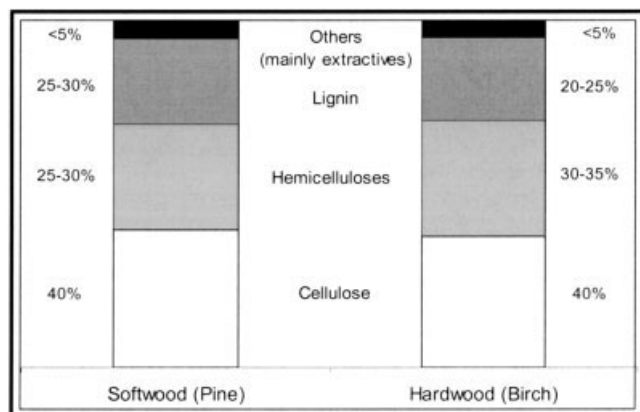 <5% Others <5%
(mainly extractives)
25-30% Lignin 20-25%
25-30% Hemicelluloses 30-35%
40% Cellulose 40%
Softwood (Pine) Hardwood (Birch)